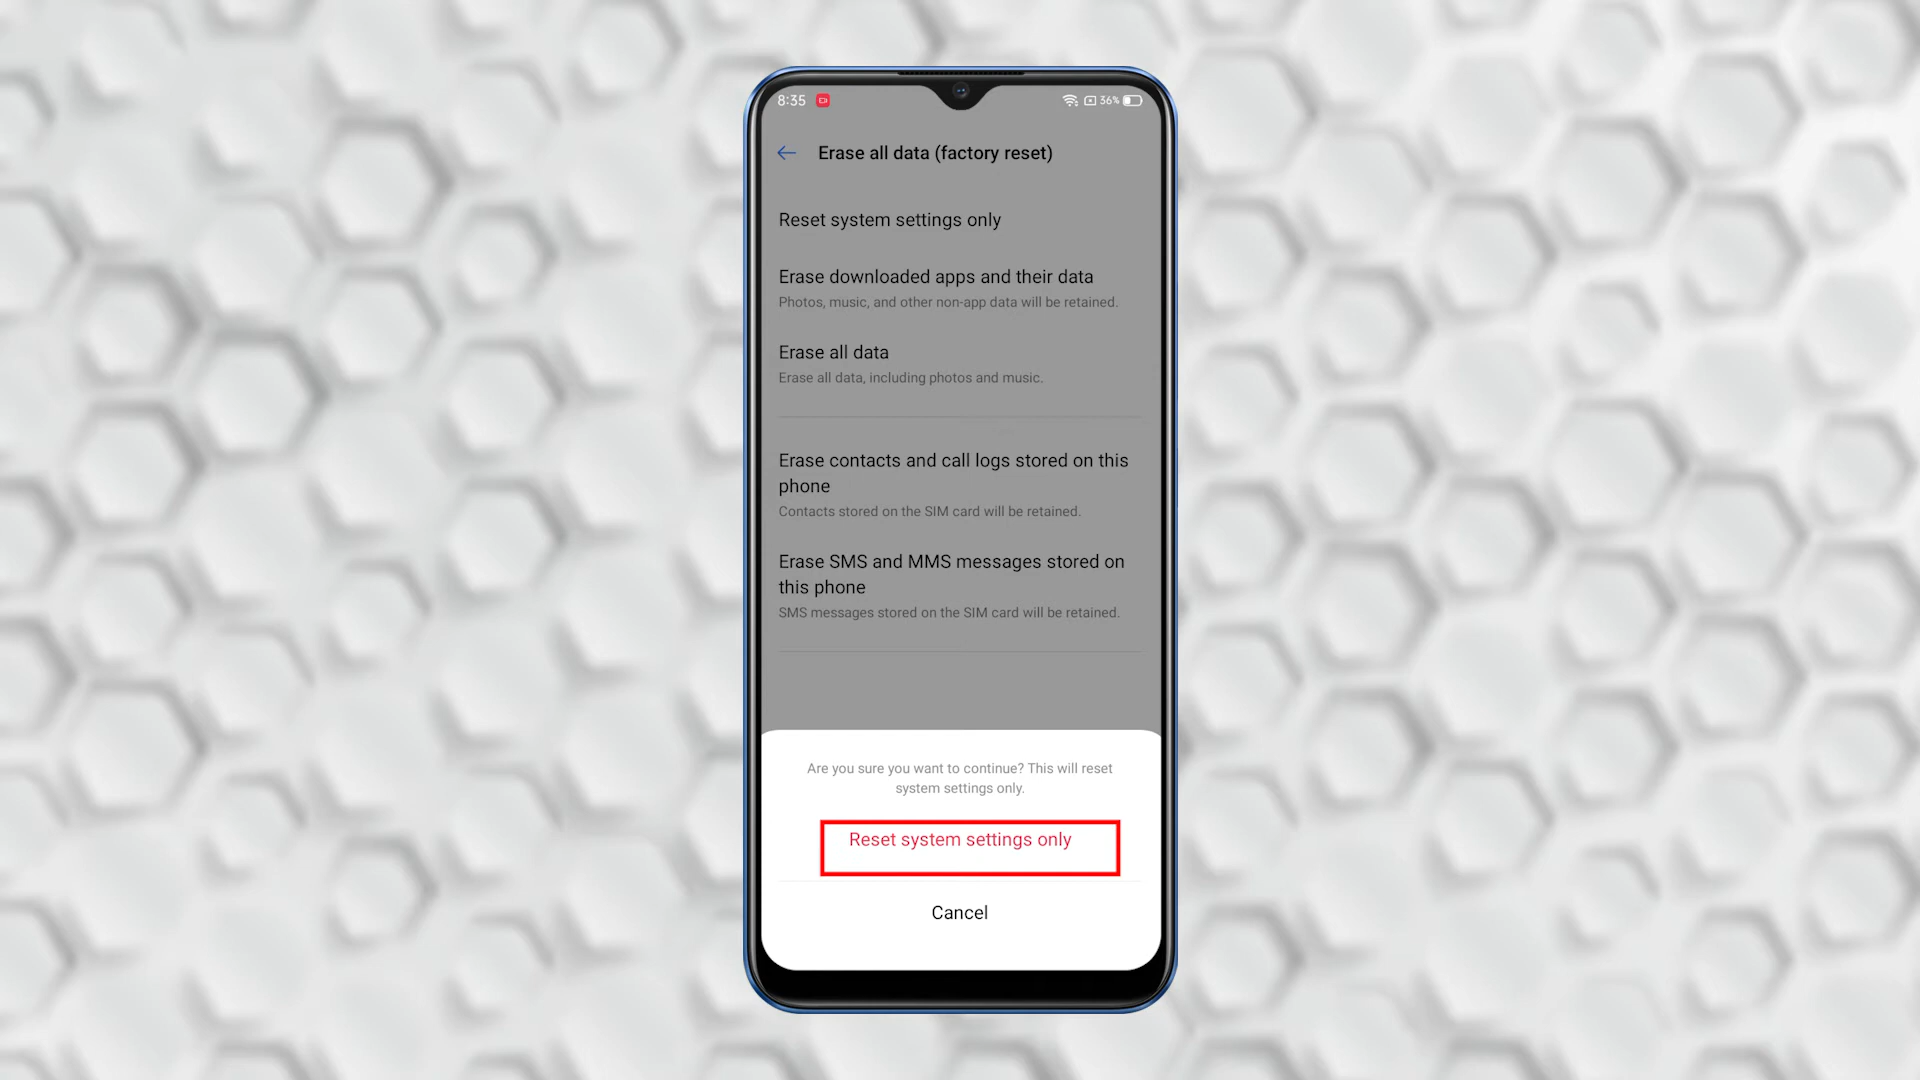 8:35
36%
Erase all data (factory reset)
Reset system settings only
Erase downloaded apps and their data
Photos, music, and other non-app data will be retained.
Erase all data
Erase all data, including photos and music.
Erase contacts and call logs stored on this
phone
Contacts stored on the SIM card will be retained.
Erase SMS and MMS messages stored on
this phone
SMS messages stored on the SIM card will be retained.
Are you sure you want to continue? This will reset
system settings only.
Reset system settings only
Cancel